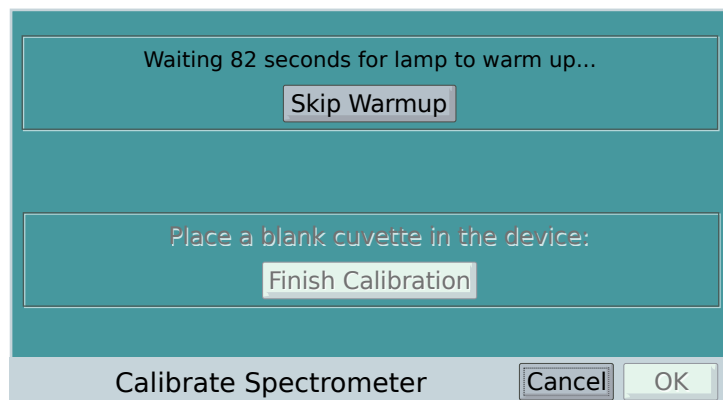 Waiting 82 seconds for lamp to warm up...
Skip Warmup
Place a blank cuvette in the device:
Finish Calibration
Calibrate Spectrometer
Cancel
OK